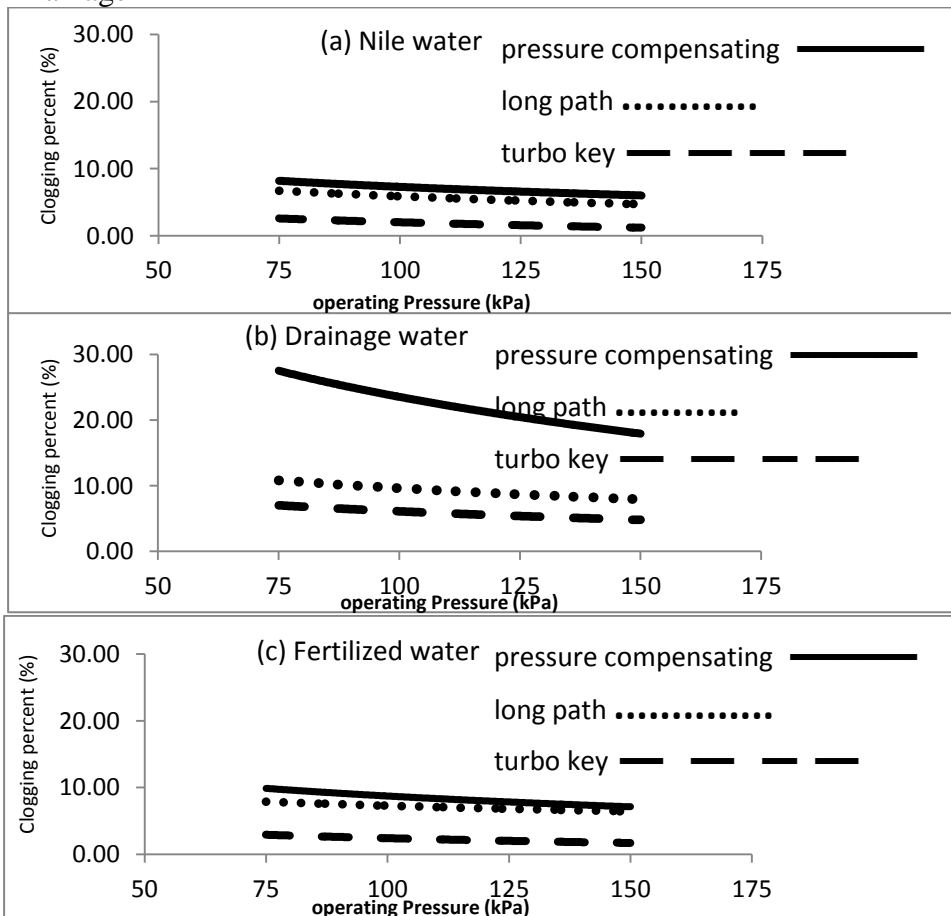 30.00
(a) Nile water
pressure compensating
20.00
long path
turbo key
10.00
0.00
Clogging percent (%)
50 75 100 125 150 175
operating Pressure (kPa)
(b) Drainage water
30.00
pressure compensating
20.00
long path
turbo key
10.00
0.00
Clogging percent (%)
50 75 100 125 150 175
operating Pressure (kPa)
(c) Fertilized water
30.00
pressure compensating
20.00
long path
turbo key
10.00
0.00
Clogging percent (%)
50 75 100 125 150 175
operating Pressure (kPa)